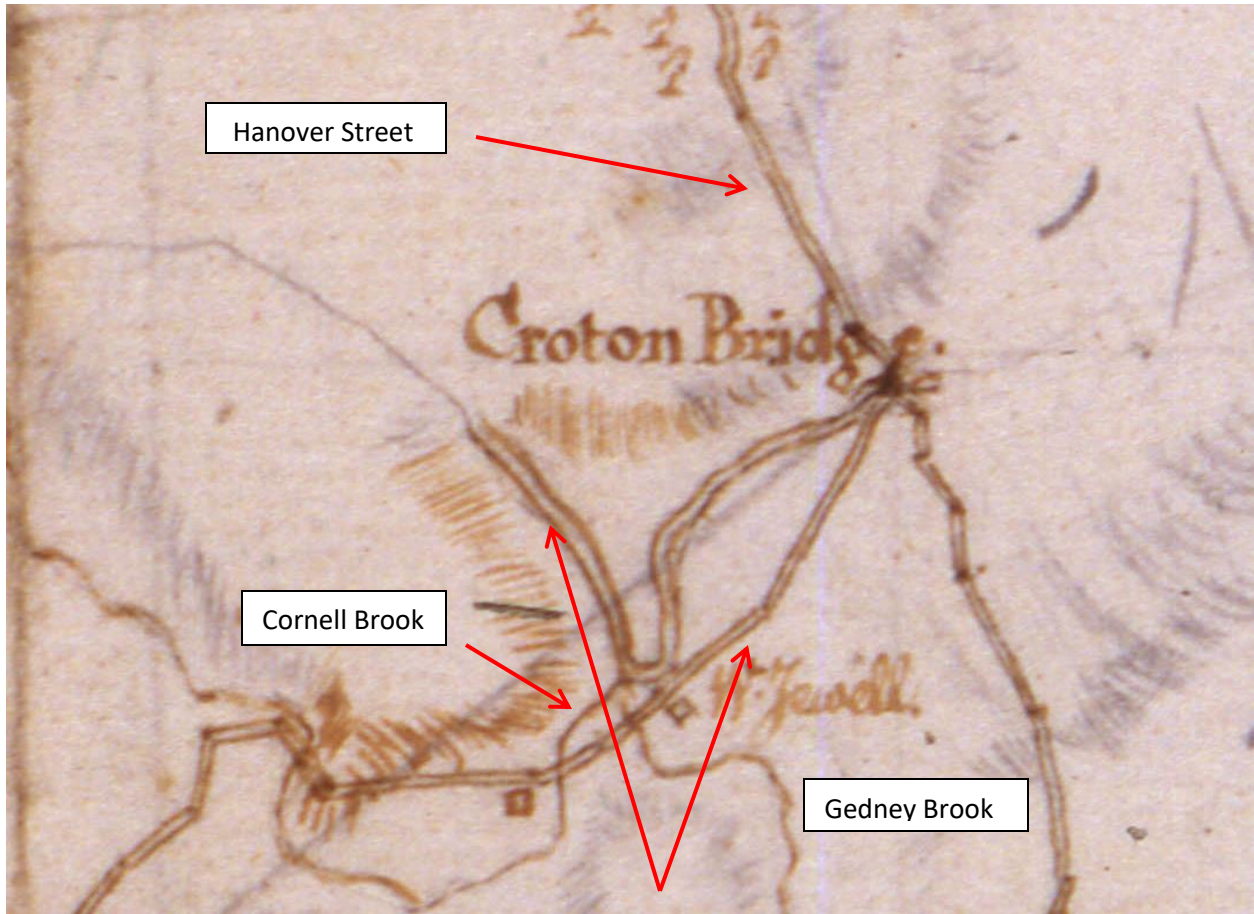 Hanover Street
Croton Bridge.
Cornell Brook
W. Jewell
Gedney Brook